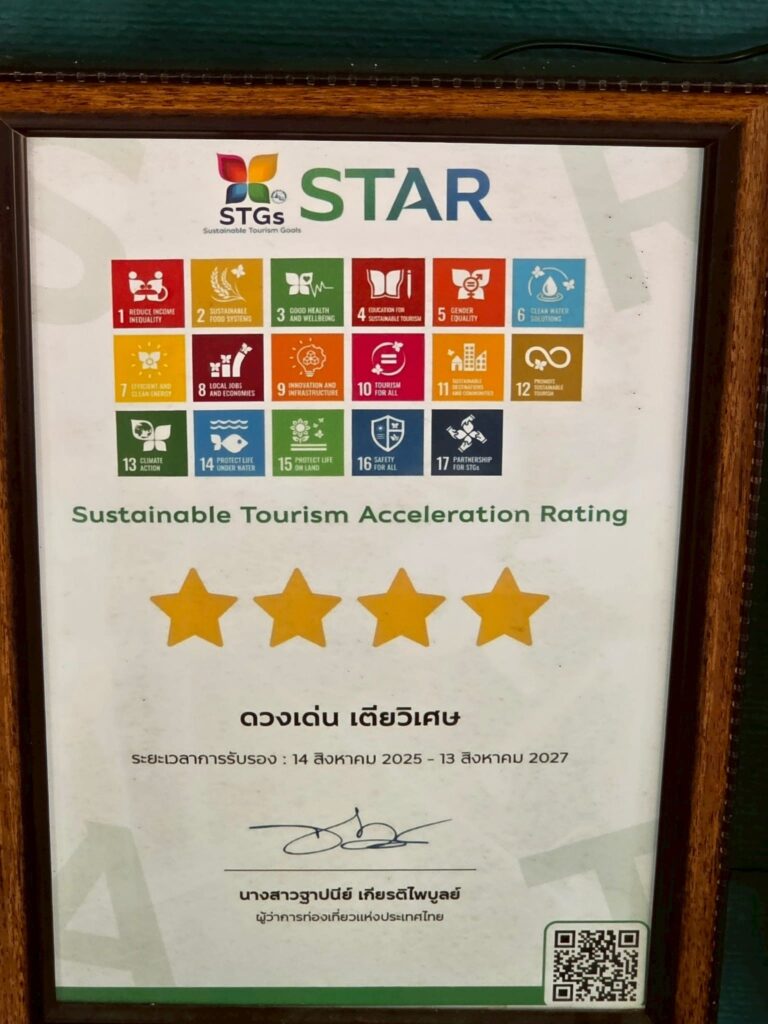 STGs
Sustainable Tourism Goals
STAR
1 REDUCE INCOME INEQUALITY
2 SUSTAINABLE FOOD SYSTEMS
3 GOOD HEALTH AND WELLBEING
4 EDUCATION FOR SUSTAINABLE TOURISM
5 GENDER EQUALITY
6 CLEAN WATER SOLUTIONS
7 EFFICIENT AND CLEAN ENERGY
8 LOCAL JOBS AND ECONOMIES
9 INNOVATION AND INFRASTRUCTURE
10 TOURISM FOR ALL
11 SUSTAINABLE DESTINATIONS AND COMMUNITIES
12 PROMOTE SUSTAINABLE TOURISM
13 CLIMATE ACTION
14 PROTECT LIFE UNDER WATER
15 PROTECT LIFE ON LAND
16 SAFETY FOR ALL
17 PARTNERSHIP FOR STGs
Sustainable Tourism Acceleration Rating
ดวงเด่น เตียวิเศษ
ระยะเวลาการรับรอง : 14 สิงหาคม 2025 - 13 สิงหาคม 2027
นางสาวฐาปนีย์ เกียรติไพบูลย์
ผู้ว่าการท่องเที่ยวแห่งประเทศไทย